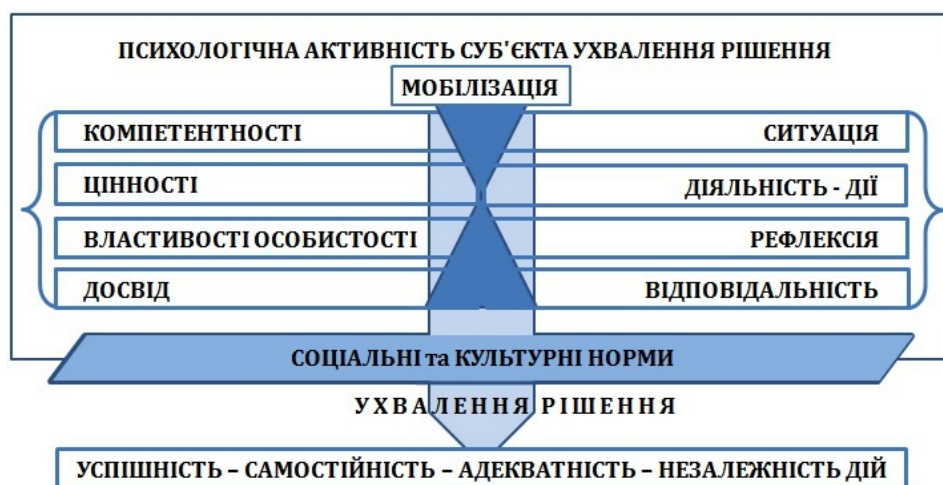 ПСИХОЛОГІЧНА АКТИВНІСТЬ СУБ'ЄКТА УХВАЛЕННЯ РІШЕННЯ
МОБІЛІЗАЦІЯ
КОМПЕТЕНТНОСТІ
СИТУАЦІЯ
ЦІННОСТІ
ДІЯЛЬНІСТЬ - ДІЇ
ВЛАСТИВОСТІ ОСОБИСТОСТІ
РЕФЛЕКСІЯ
ДОСВІД
ВІДПОВІДАЛЬНІСТЬ
СОЦІАЛЬНІ та КУЛЬТУРНІ НОРМИ
УХВАЛЕННЯ РІШЕННЯ
УСПІШНІСТЬ – САМОСТІЙНІСТЬ – АДЕКВАТНІСТЬ – НЕЗАЛЕЖНІСТЬ ДІЙ